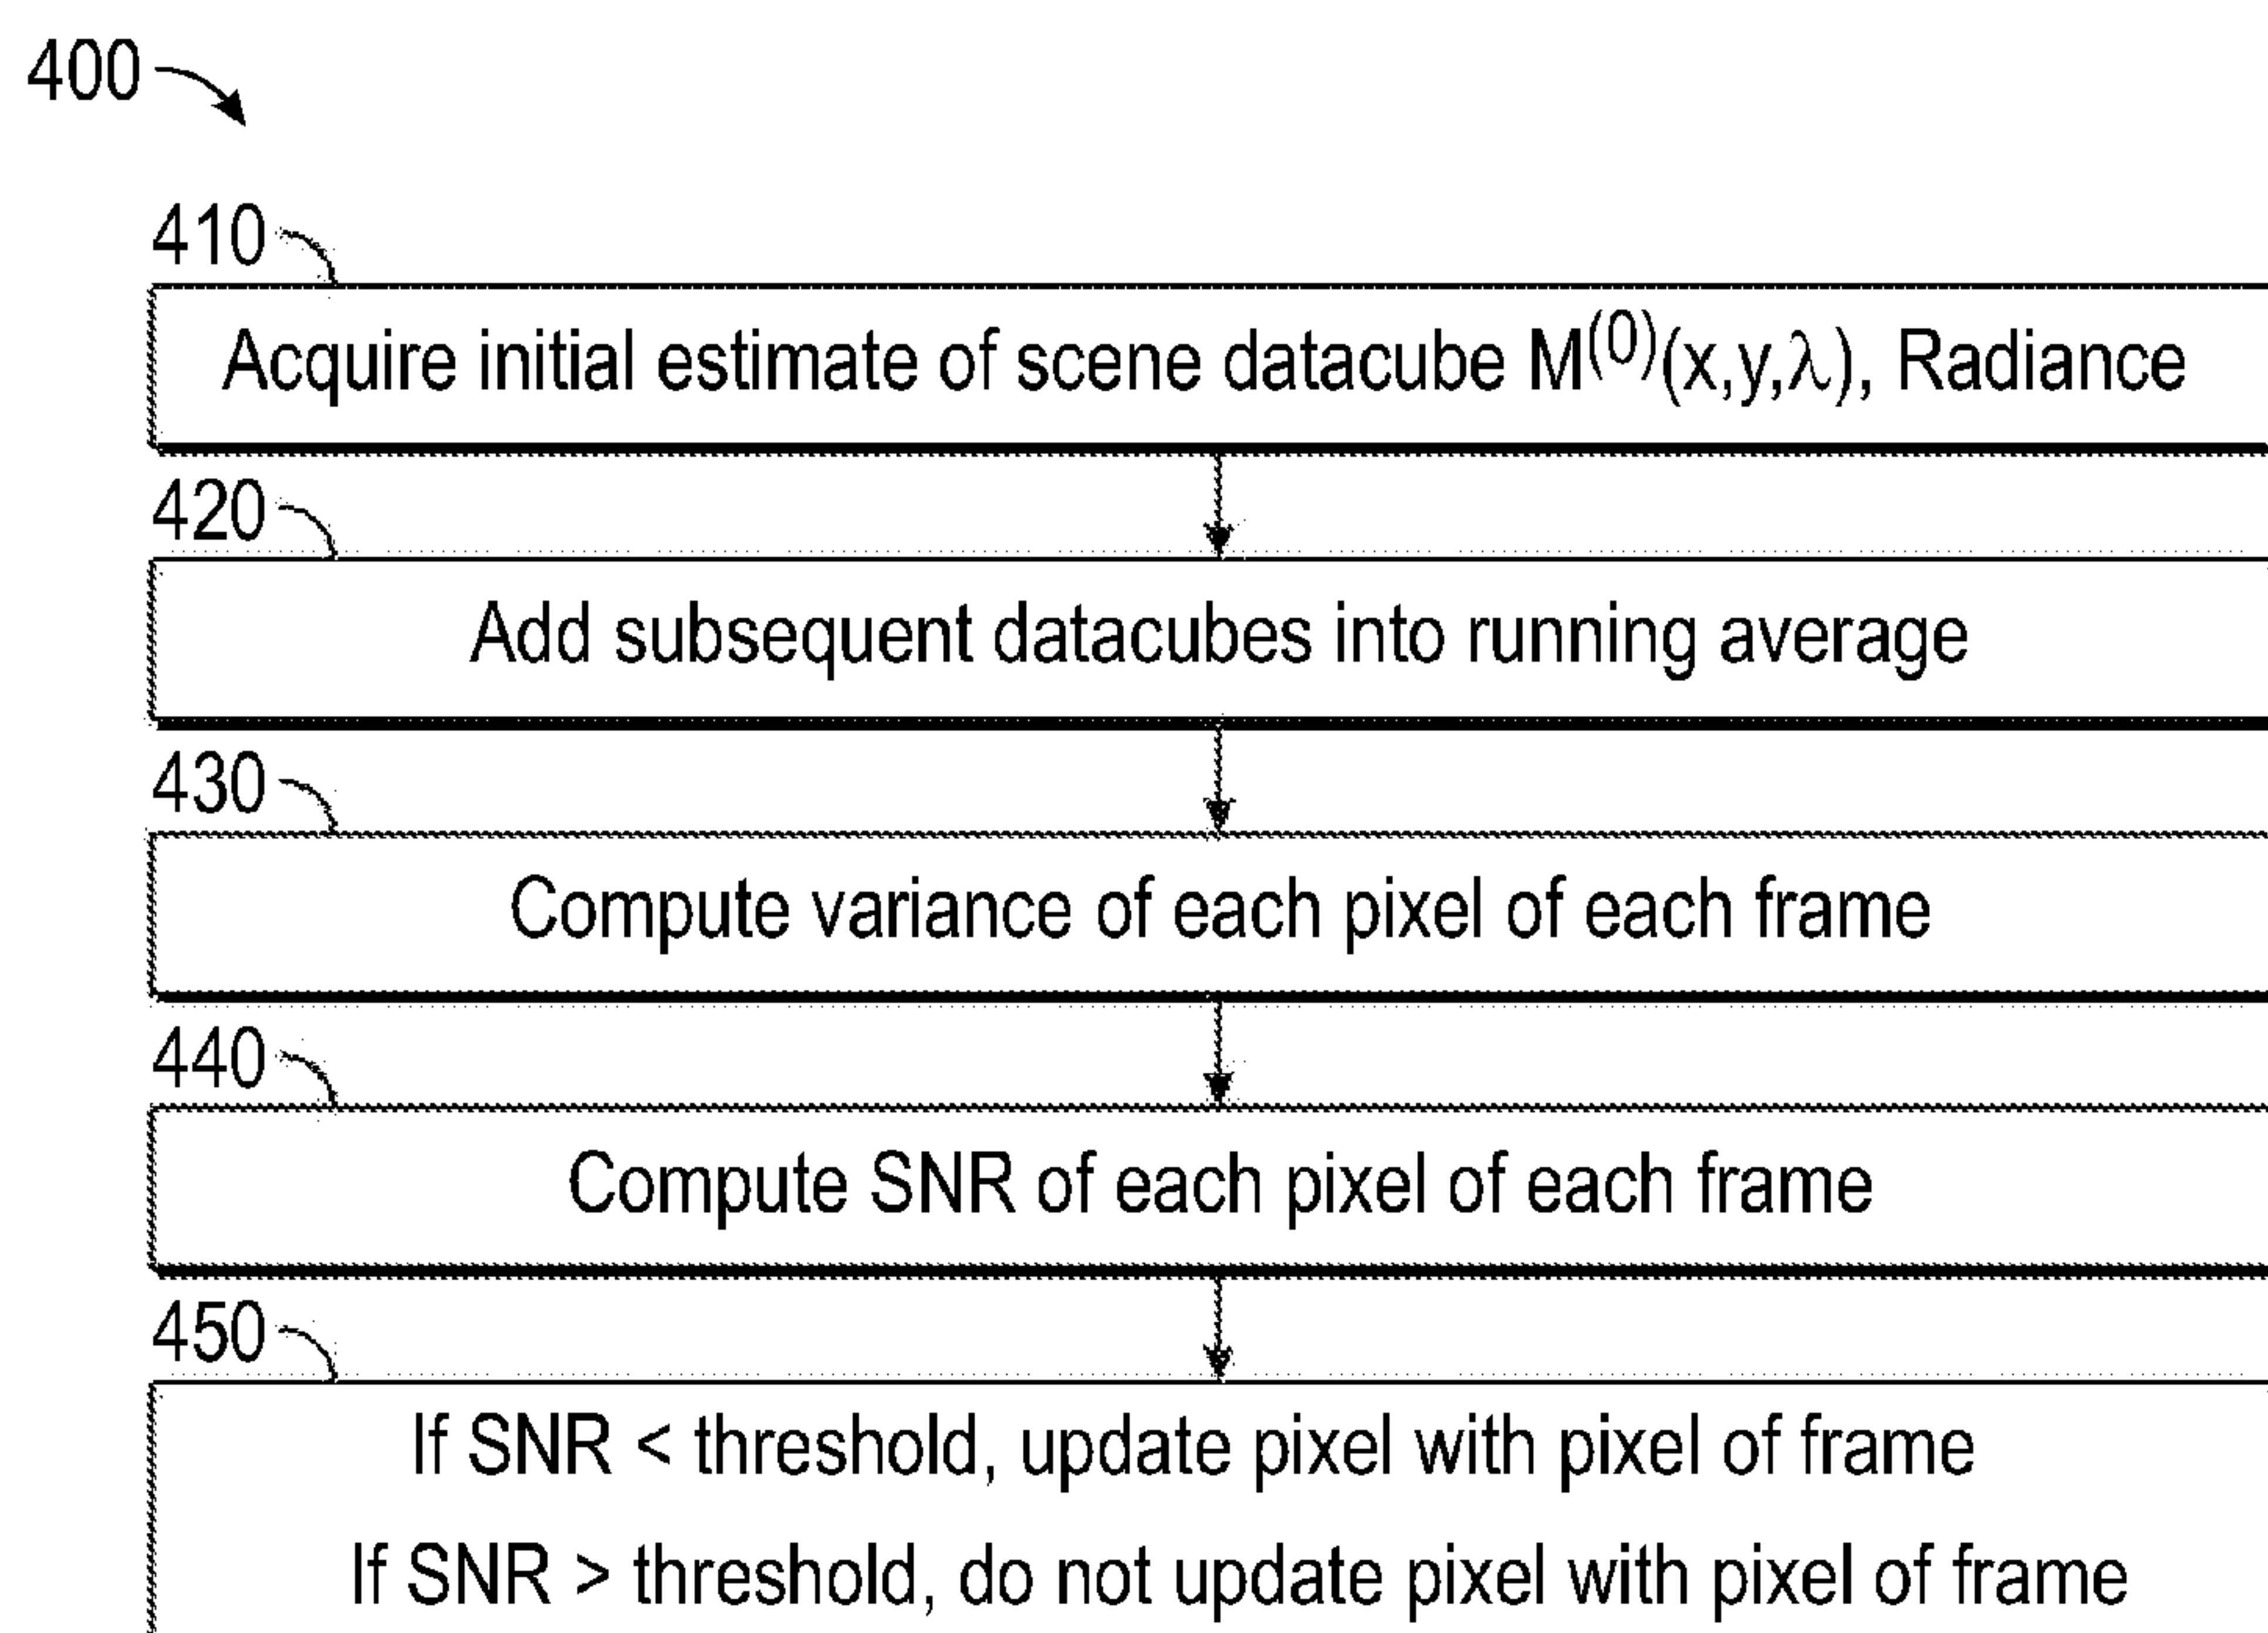 400
410
Acquire initial estimate of scene datacube M⁽⁰⁾(x,y,λ), Radiance
420
Add subsequent datacubes into running average
430
Compute variance of each pixel of each frame
440
Compute SNR of each pixel of each frame
450
If SNR < threshold, update pixel with pixel of frame
If SNR > threshold, do not update pixel with pixel of frame